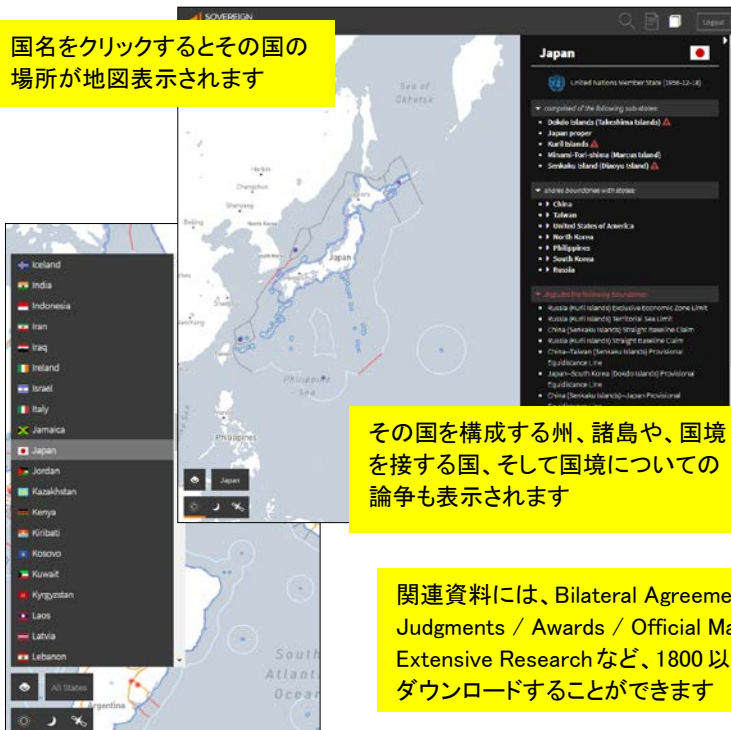 SOVEREIGN
Logout
国名をクリックするとその国の
場所が地図表示されます
Sea of
Okhotsk
Harbin
Changchun
Shenyang
Beijing
North Korea
Japan
Philippine
Sea
Philippines
Japan
Japan
United Nations Member State (1956-12-18)
comprised of the following sub-states:
Dokdo Islands (Takeshima Islands)
Japan proper
Kuril Islands
Minami-Tori-shima (Marcus Island)
Senkaku Island (Diaoyu Island)
shares boundaries with states:
China
Taiwan
United States of America
North Korea
Philippines
South Korea
Russia
disputes the following boundaries:
Russia (Kuril Islands) Exclusive Economic Zone Limit
Russia (Kuril Islands) Territorial Sea Limit
China (Senkaku Islands) Straight Baseline Claim
Russia (Kuril Islands) Straight Baseline Claim
China–Taiwan (Senkaku Islands) Provisional
Equidistance Line
Japan–South Korea (Dokdo Islands) Provisional
Equidistance Line
China (Senkaku Islands)–Japan Provisional
その国を構成する州、諸島や、国境
を接する国、そして国境についての
論争も表示されます
Iceland
India
Indonesia
Iran
Iraq
Ireland
Israel
Italy
Jamaica
Japan
Jordan
Kazakhstan
Kenya
Kiribati
Kosovo
Kuwait
Kyrgyzstan
Laos
Latvia
Lebanon
All States
Argentina
South
Atlant
Ocean
関連資料には、Bilateral Agreeme
Judgments / Awards / Official Ma
Extensive Researchなど、1800以
ダウンロードすることができます